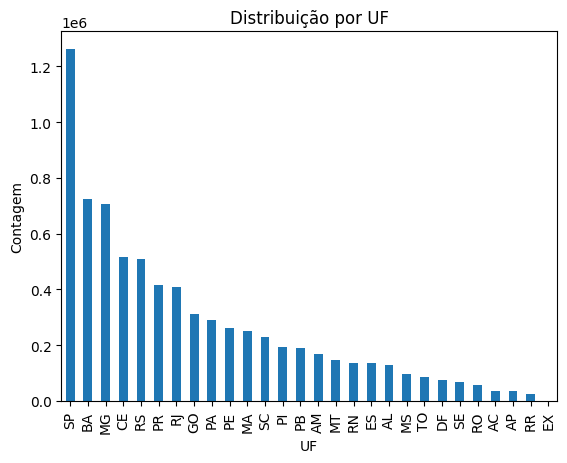 Distribuição por UF
1e6
1.2
1.0
0.8
0.6
0.4
0.2
0.0
Contagem
SP BA MG CE RS PR RJ GO PA PE MA SC PI PB AM MT RN ES AL MS TO DF SE RO AC AP RR EX
UF